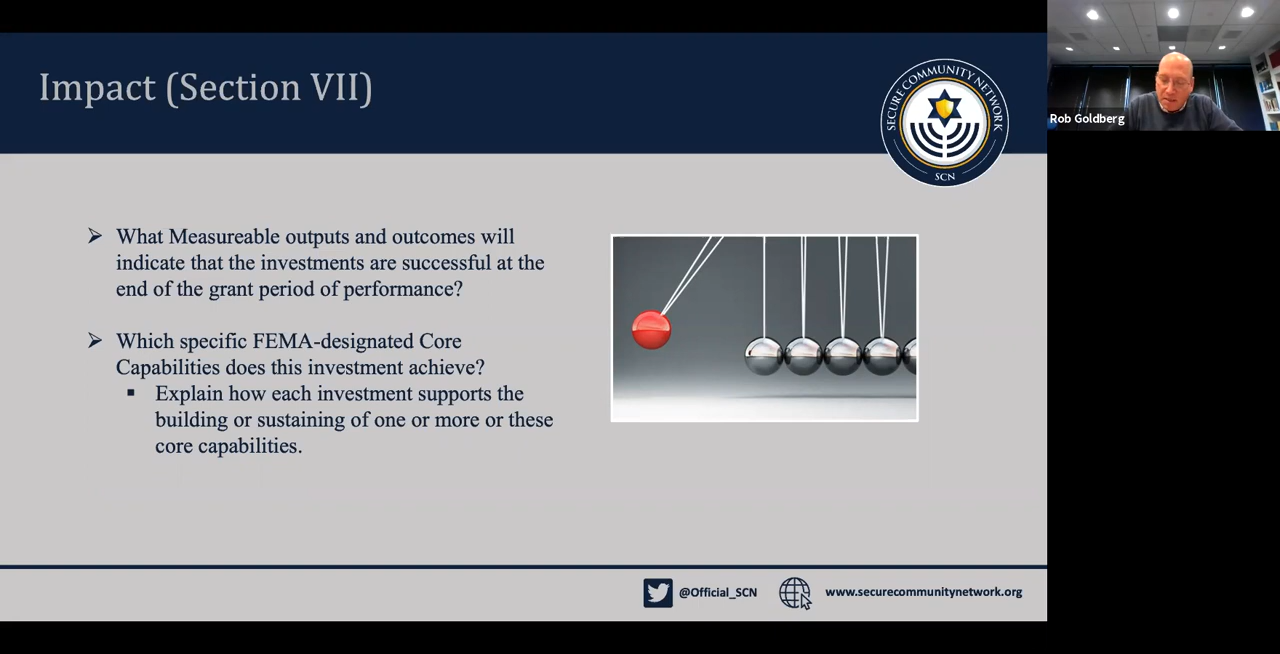 Impact (Section VII)
SECURE COMMUNITY NETWORK
SCN
Rob Goldberg
➢ What Measureable outputs and outcomes will
indicate that the investments are successful at the
end of the grant period of performance?
➢ Which specific FEMA-designated Core
Capabilities does this investment achieve?
▪ Explain how each investment supports the
building or sustaining of one or more or these
core capabilities.
@Official_SCN
www.securecommunitynetwork.org